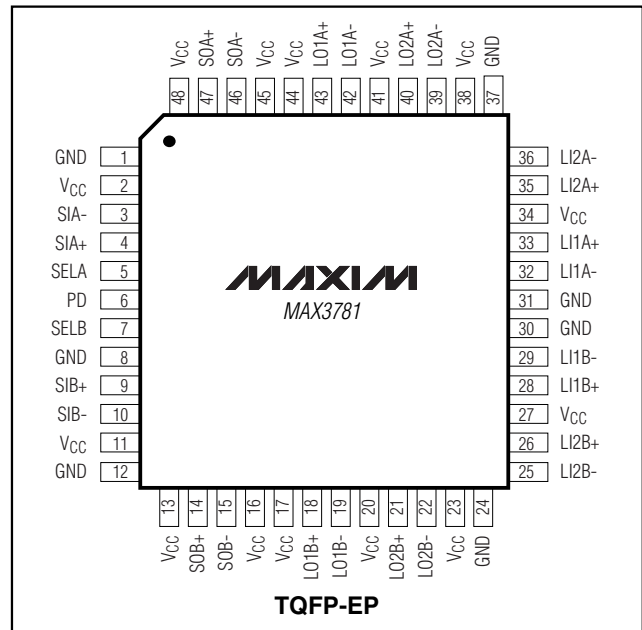 VCC SOA+ SOA- VCC VCC LO1A+ LO1A- VCC LO2A+ LO2A- VCC GND
48 47 46 45 44 43 42 41 40 39 38 37
GND 1
VCC 2
SIA- 3
SIA+ 4
SELA 5
PD 6
SELB 7
GND 8
SIB+ 9
SIB- 10
VCC 11
GND 12
MAXIM
MAX3781
36 LI2A-
35 LI2A+
34 VCC
33 LI1A+
32 LI1A-
31 GND
30 GND
29 LI1B-
28 LI1B+
27 VCC
26 LI2B+
25 LI2B-
13 14 15 16 17 18 19 20 21 22 23 24
VCC SOB+ SOB- VCC VCC LO1B+ LO1B- VCC LO2B+ LO2B- VCC GND
TQFP-EP